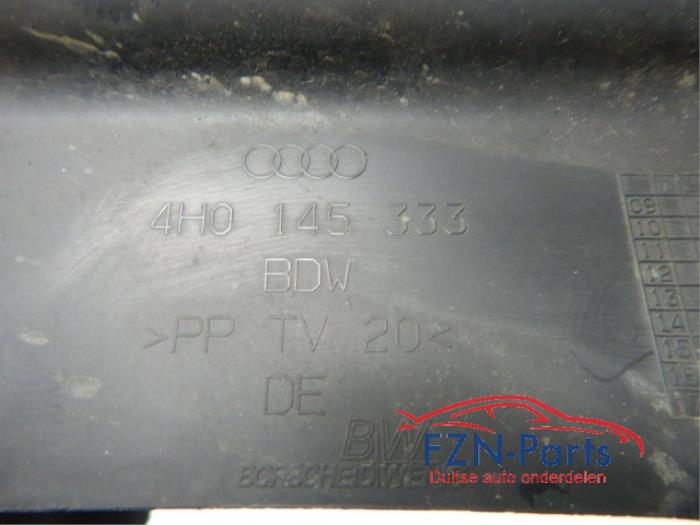 4H0 145 333
BDW
>PP TV 20<
DE
09
10
11
12
13
14
15
BW
FZN-Parts
Duitse auto onderdelen